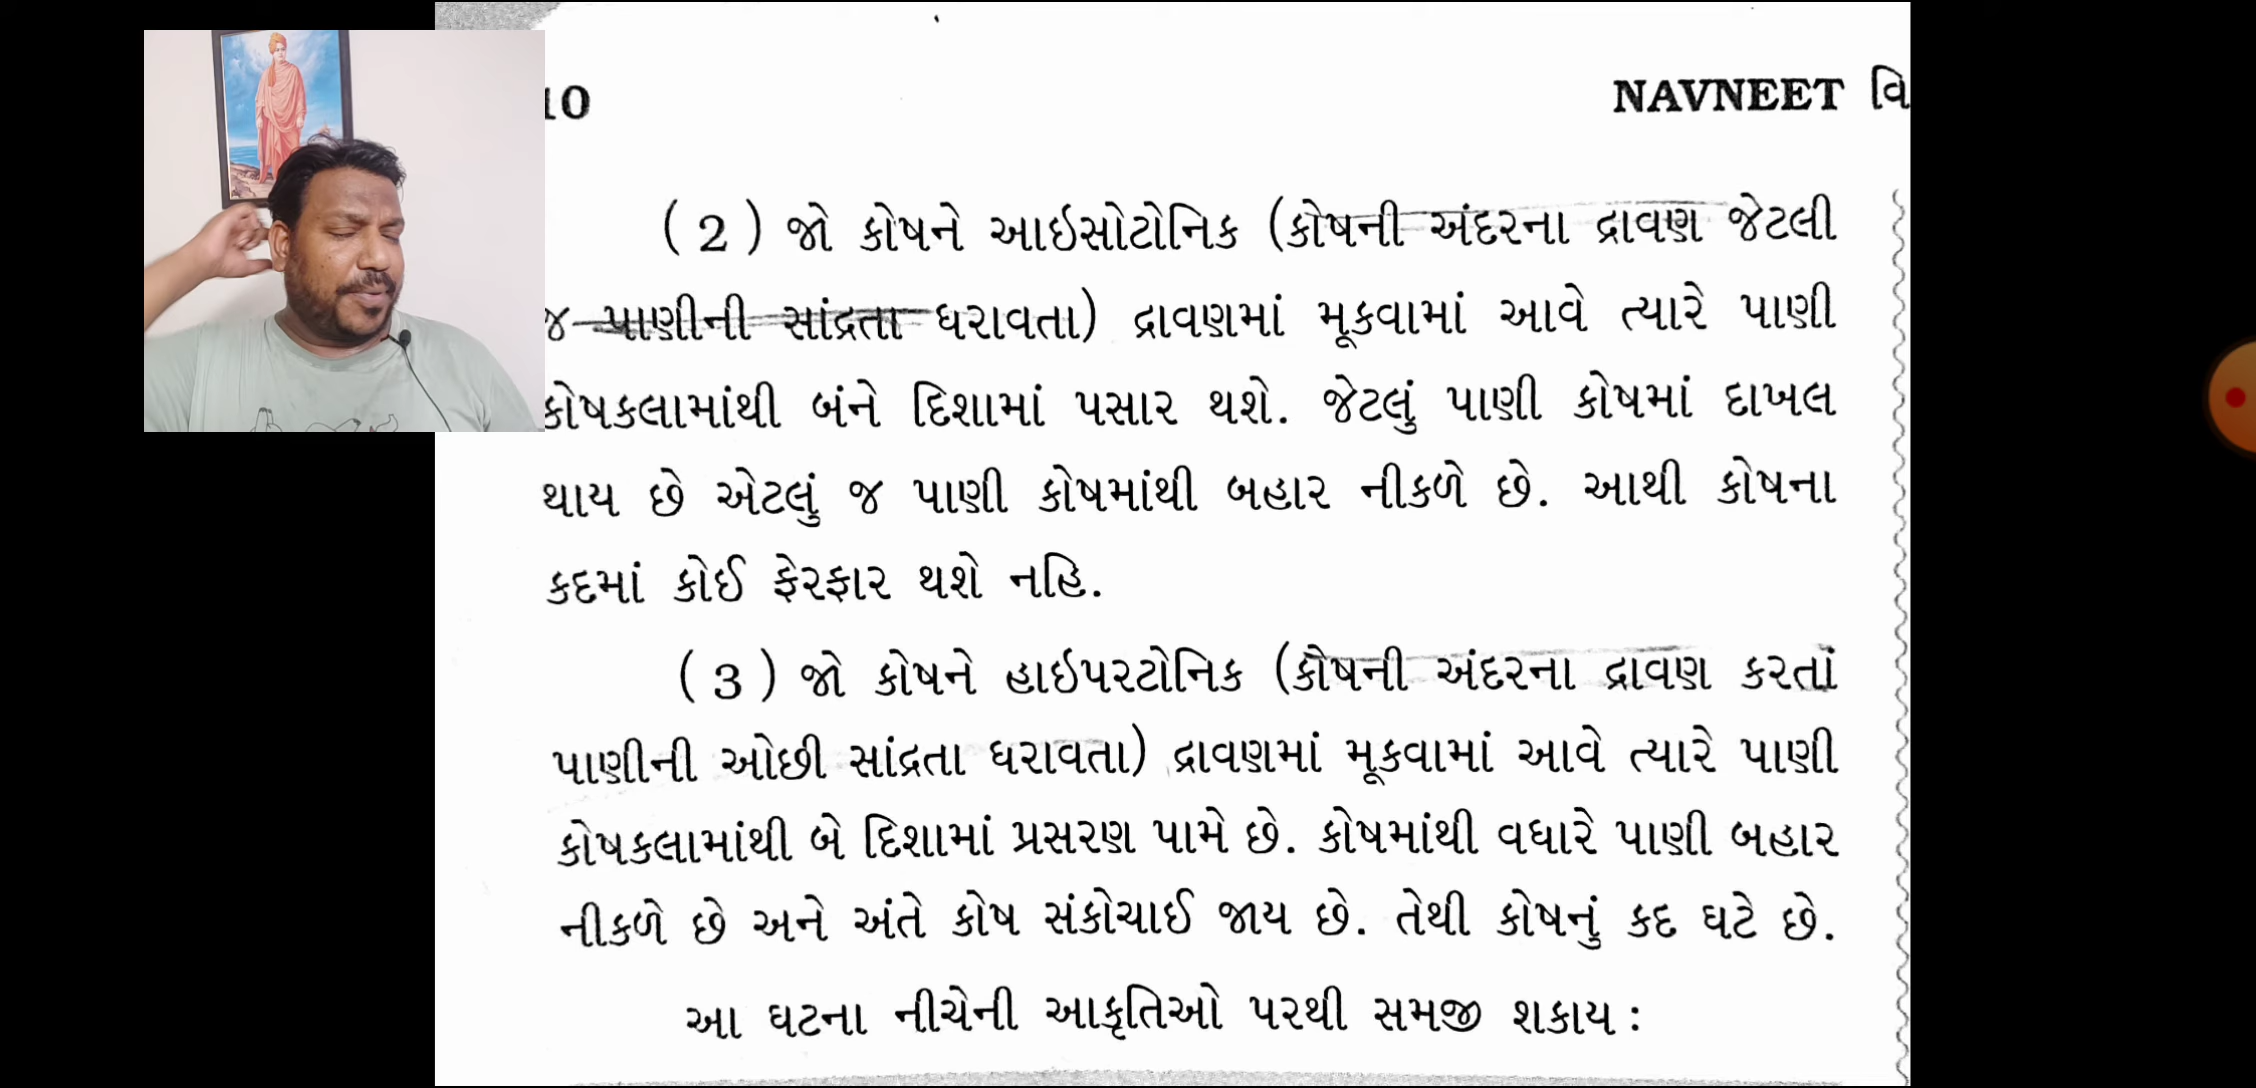 10 NAVNEET વિ
( 2 ) જો કોષને આઇસોટોનિક (કોષની અંદરના દ્રાવણ જેટલી
જ પાણીની સાંદ્રતા ધરાવતા) દ્રાવણમાં મૂકવામાં આવે ત્યારે પાણી
કોષકલામાંથી બંને દિશામાં પસાર થશે. જેટલું પાણી કોષમાં દાખલ
થાય છે એટલું જ પાણી કોષમાંથી બહાર નીકળે છે. આથી કોષના
કદમાં કોઈ ફેરફાર થશે નહિ.
( 3 ) જો કોષને હાઇપરટોનિક (કોષની અંદરના દ્રાવણ કરતાં
પાણીની ઓછી સાંદ્રતા ધરાવતા) દ્રાવણમાં મૂકવામાં આવે ત્યારે પાણી
કોષકલામાંથી બે દિશામાં પ્રસરણ પામે છે. કોષમાંથી વધારે પાણી બહાર
નીકળે છે અને અંતે કોષ સંકોચાઈ જાય છે. તેથી કોષનું કદ ઘટે છે.
આ ઘટના નીચેની આકૃતિઓ પરથી સમજી શકાય :